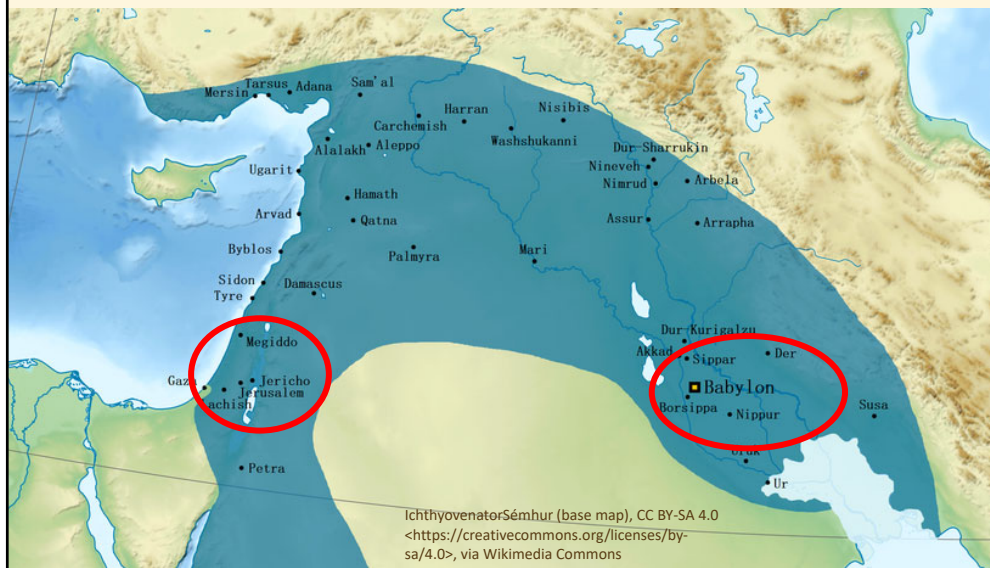 Tarsus
Adana
Sam'al
Mersin
Harran
Nisibis
Carchemish
Washshukanni
Alalakh
Aleppo
Dur Sharrukin
Nineveh
Ugarit
Nimrud
Arbela
Hamath
Arvad
Qatna
Assur
Arrapha
Byblos
Palmyra
Mari
Sidon
Damascus
Tyre
Megiddo
Dur Kurigalzu
Akkad
Sippar
Der
Gaza
Jericho
Jerusalem
Lachish
Babylon
Borsippa
Nippur
Susa
Petra
Uruk
Ur
IchthyovenatorSémhur (base map), CC BY-SA 4.0
<https://creativecommons.org/licenses/by-
sa/4.0>, via Wikimedia Commons